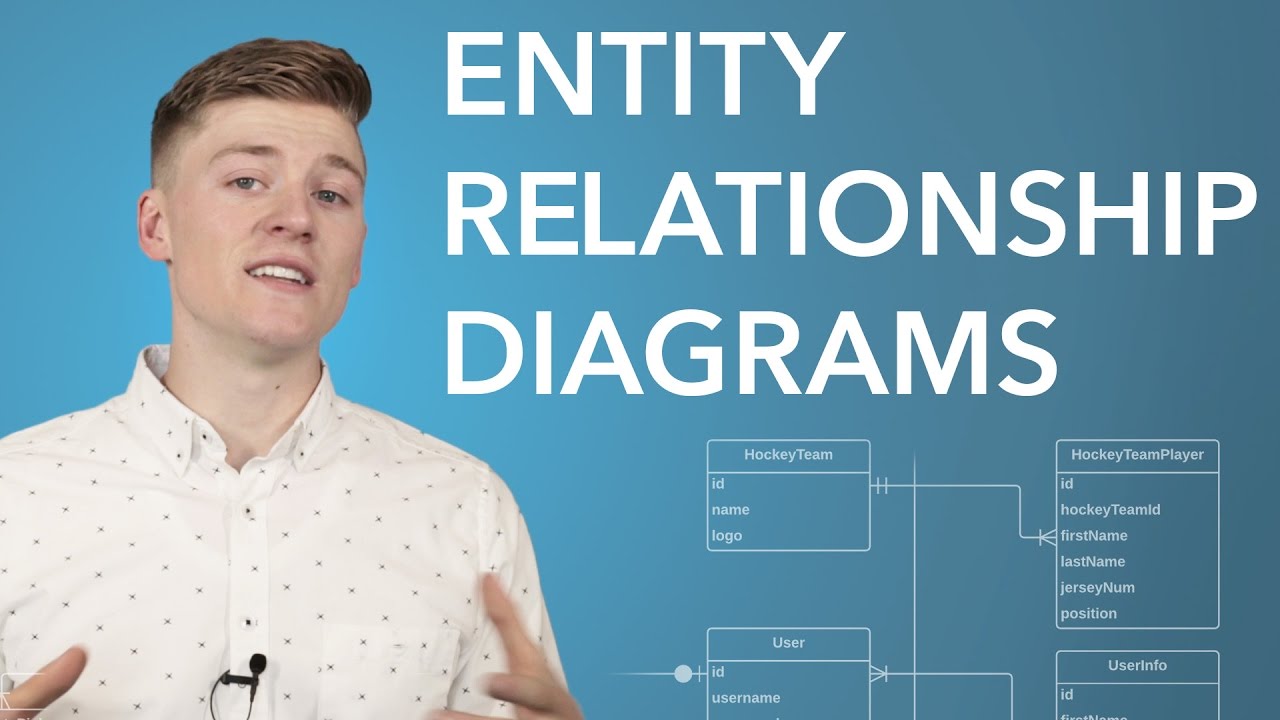 ENTITY
RELATIONSHIP
DIAGRAMS
HockeyTeam
id
name
logo
HockeyTeamPlayer
id
hockeyTeamId
firstName
lastName
jerseyNum
position
User
id
username
UserInfo
id
firstName